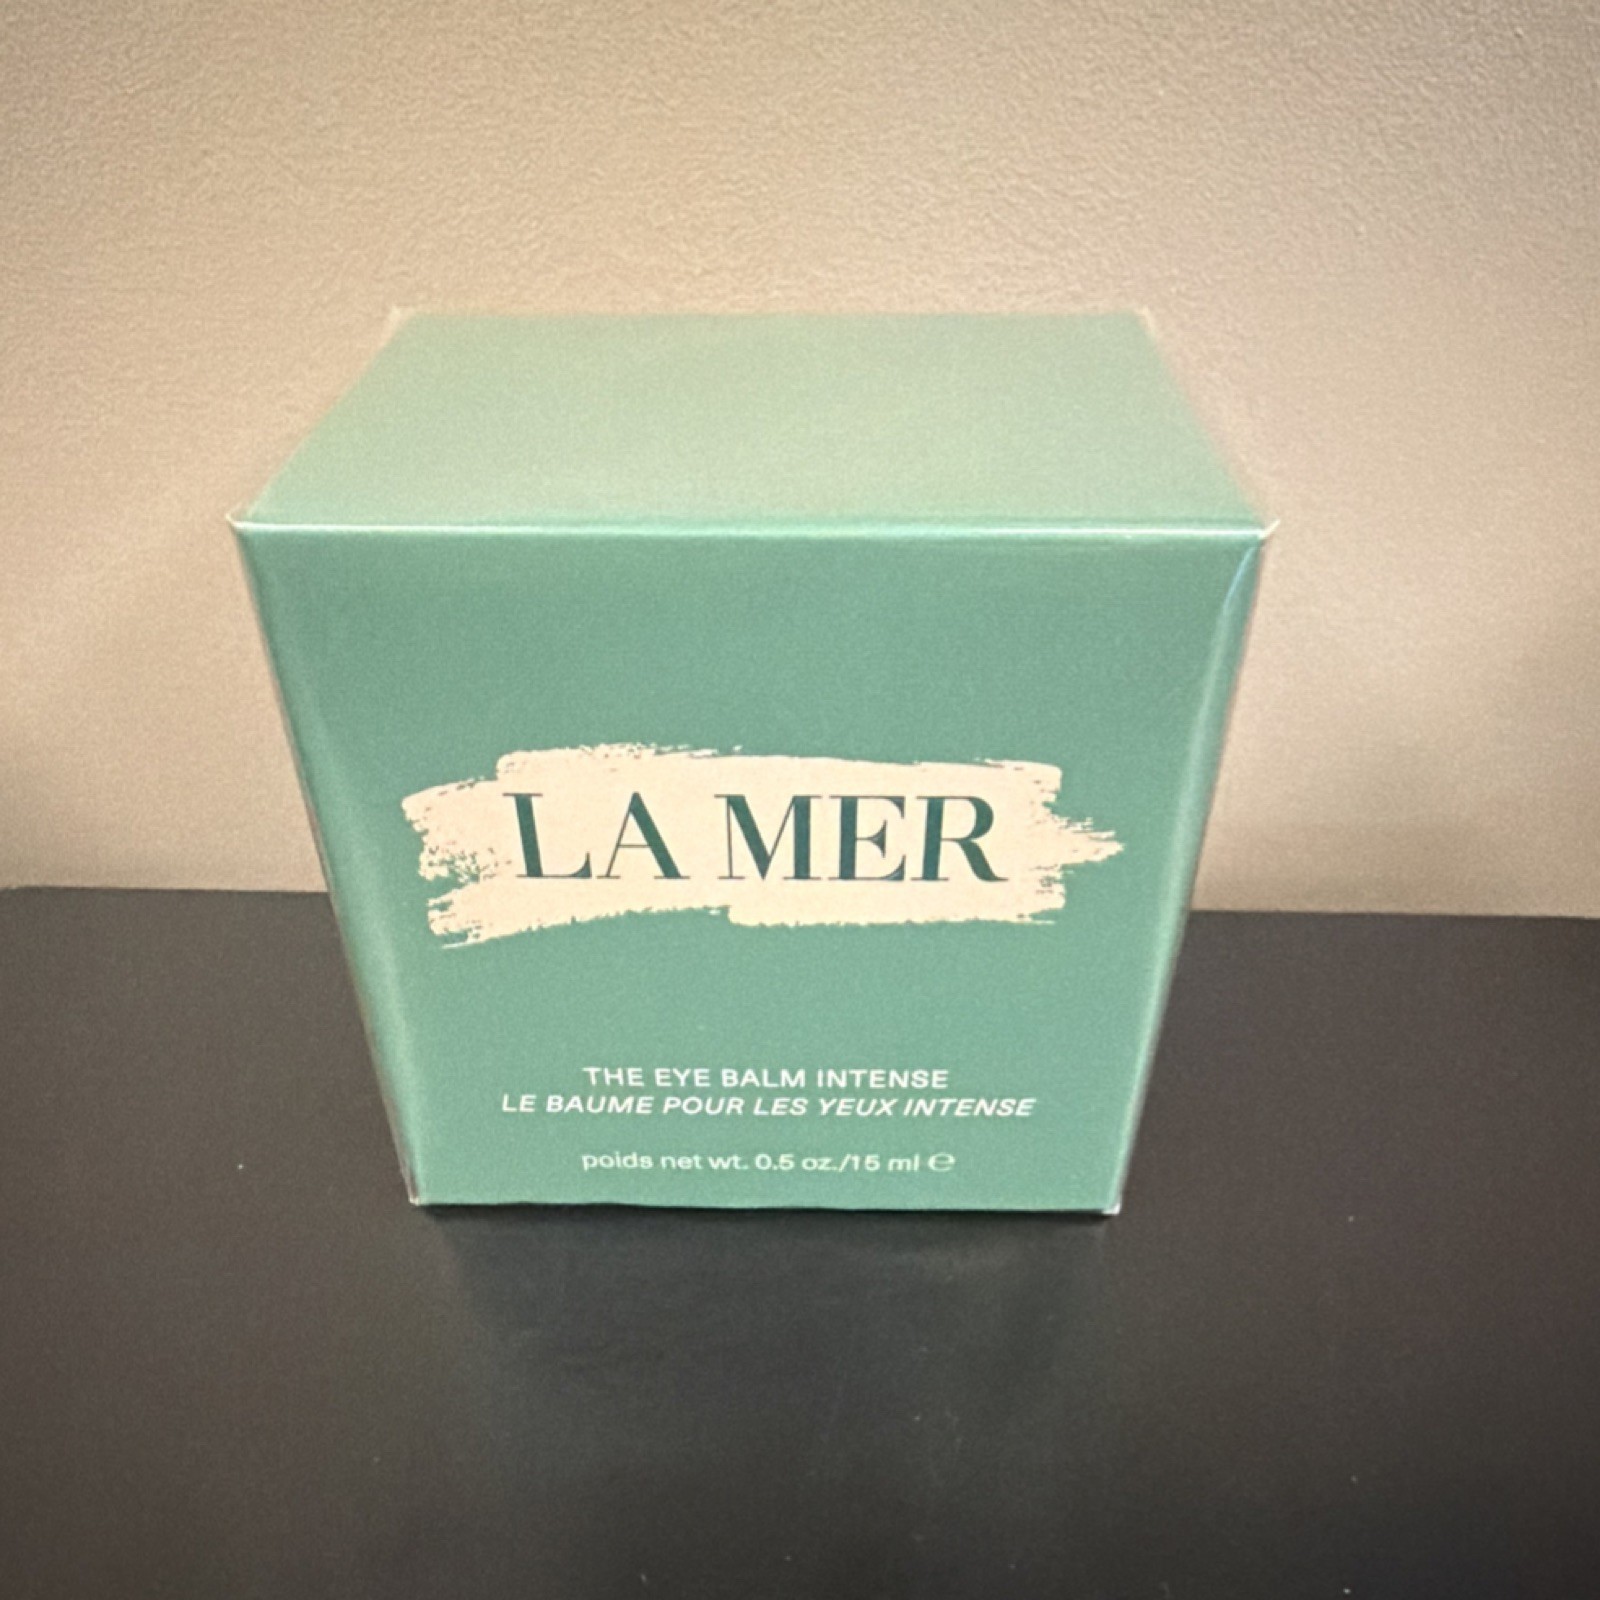 LA MER
THE EYE BALM INTENSE
LE BAUME POUR LES YEUX INTENSE
poids net wt. 0.5 oz./15 ml ℮